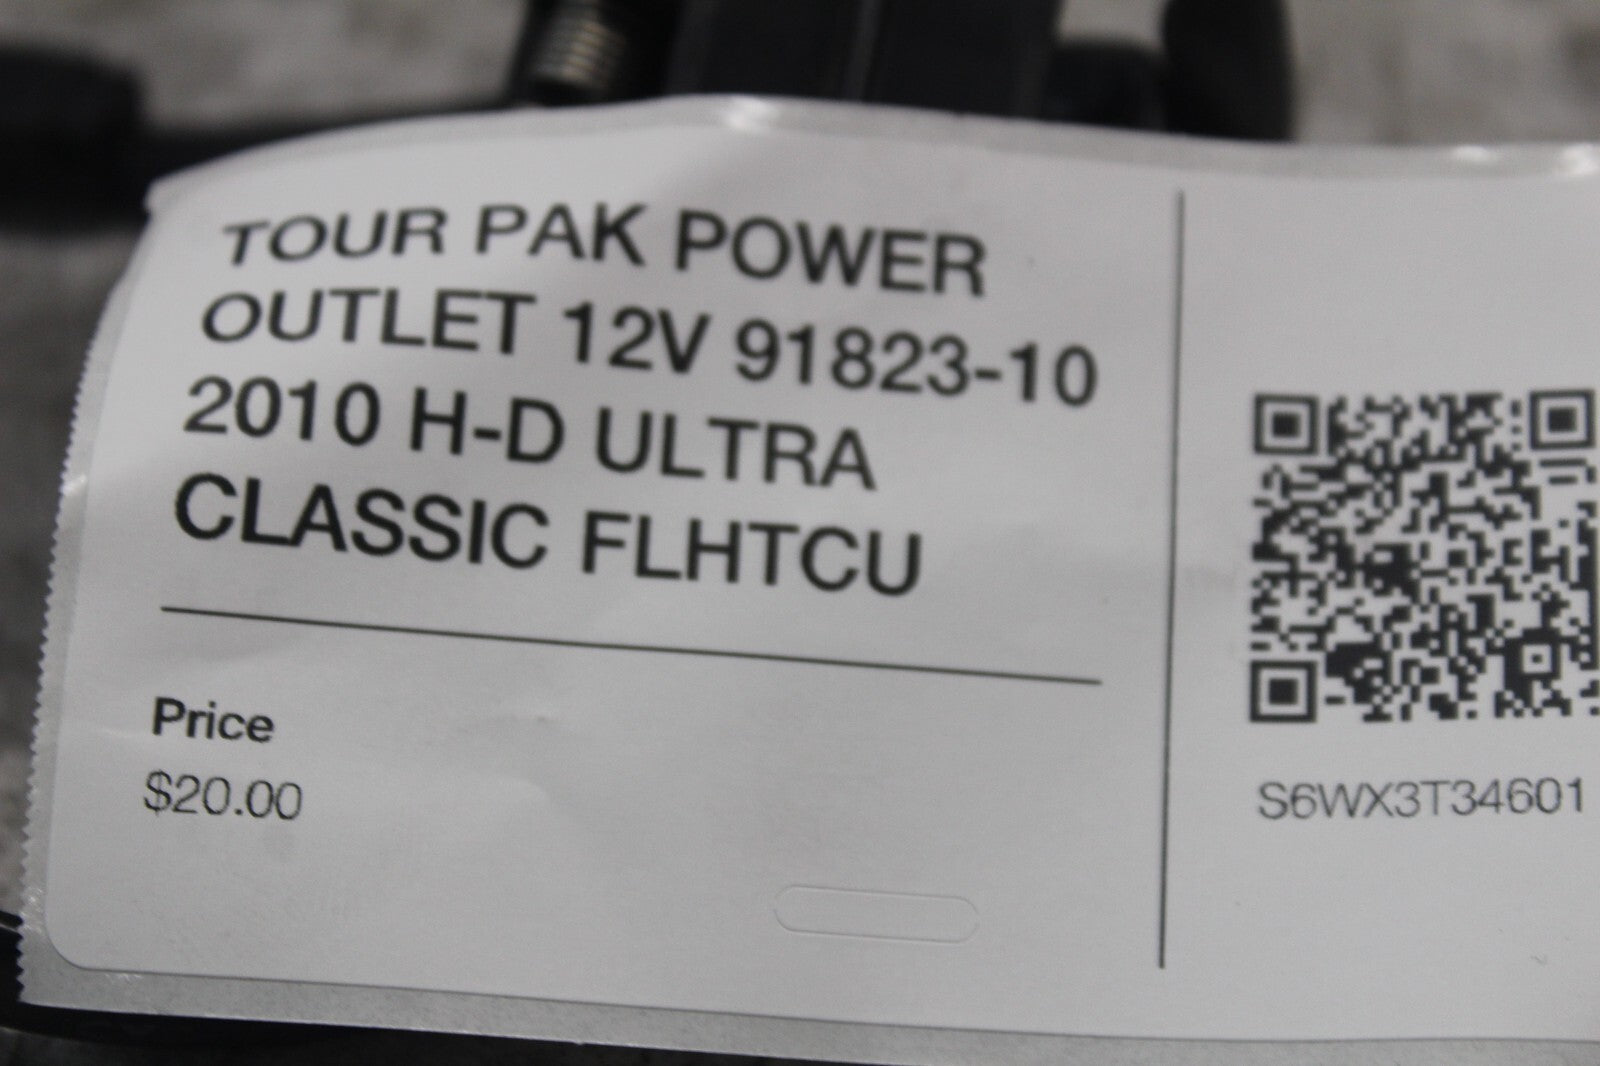 TOUR PAK POWER
OUTLET 12V 91823-10
2010 H-D ULTRA
CLASSIC FLHTCU
Price
$20.00
S6WX3T34601